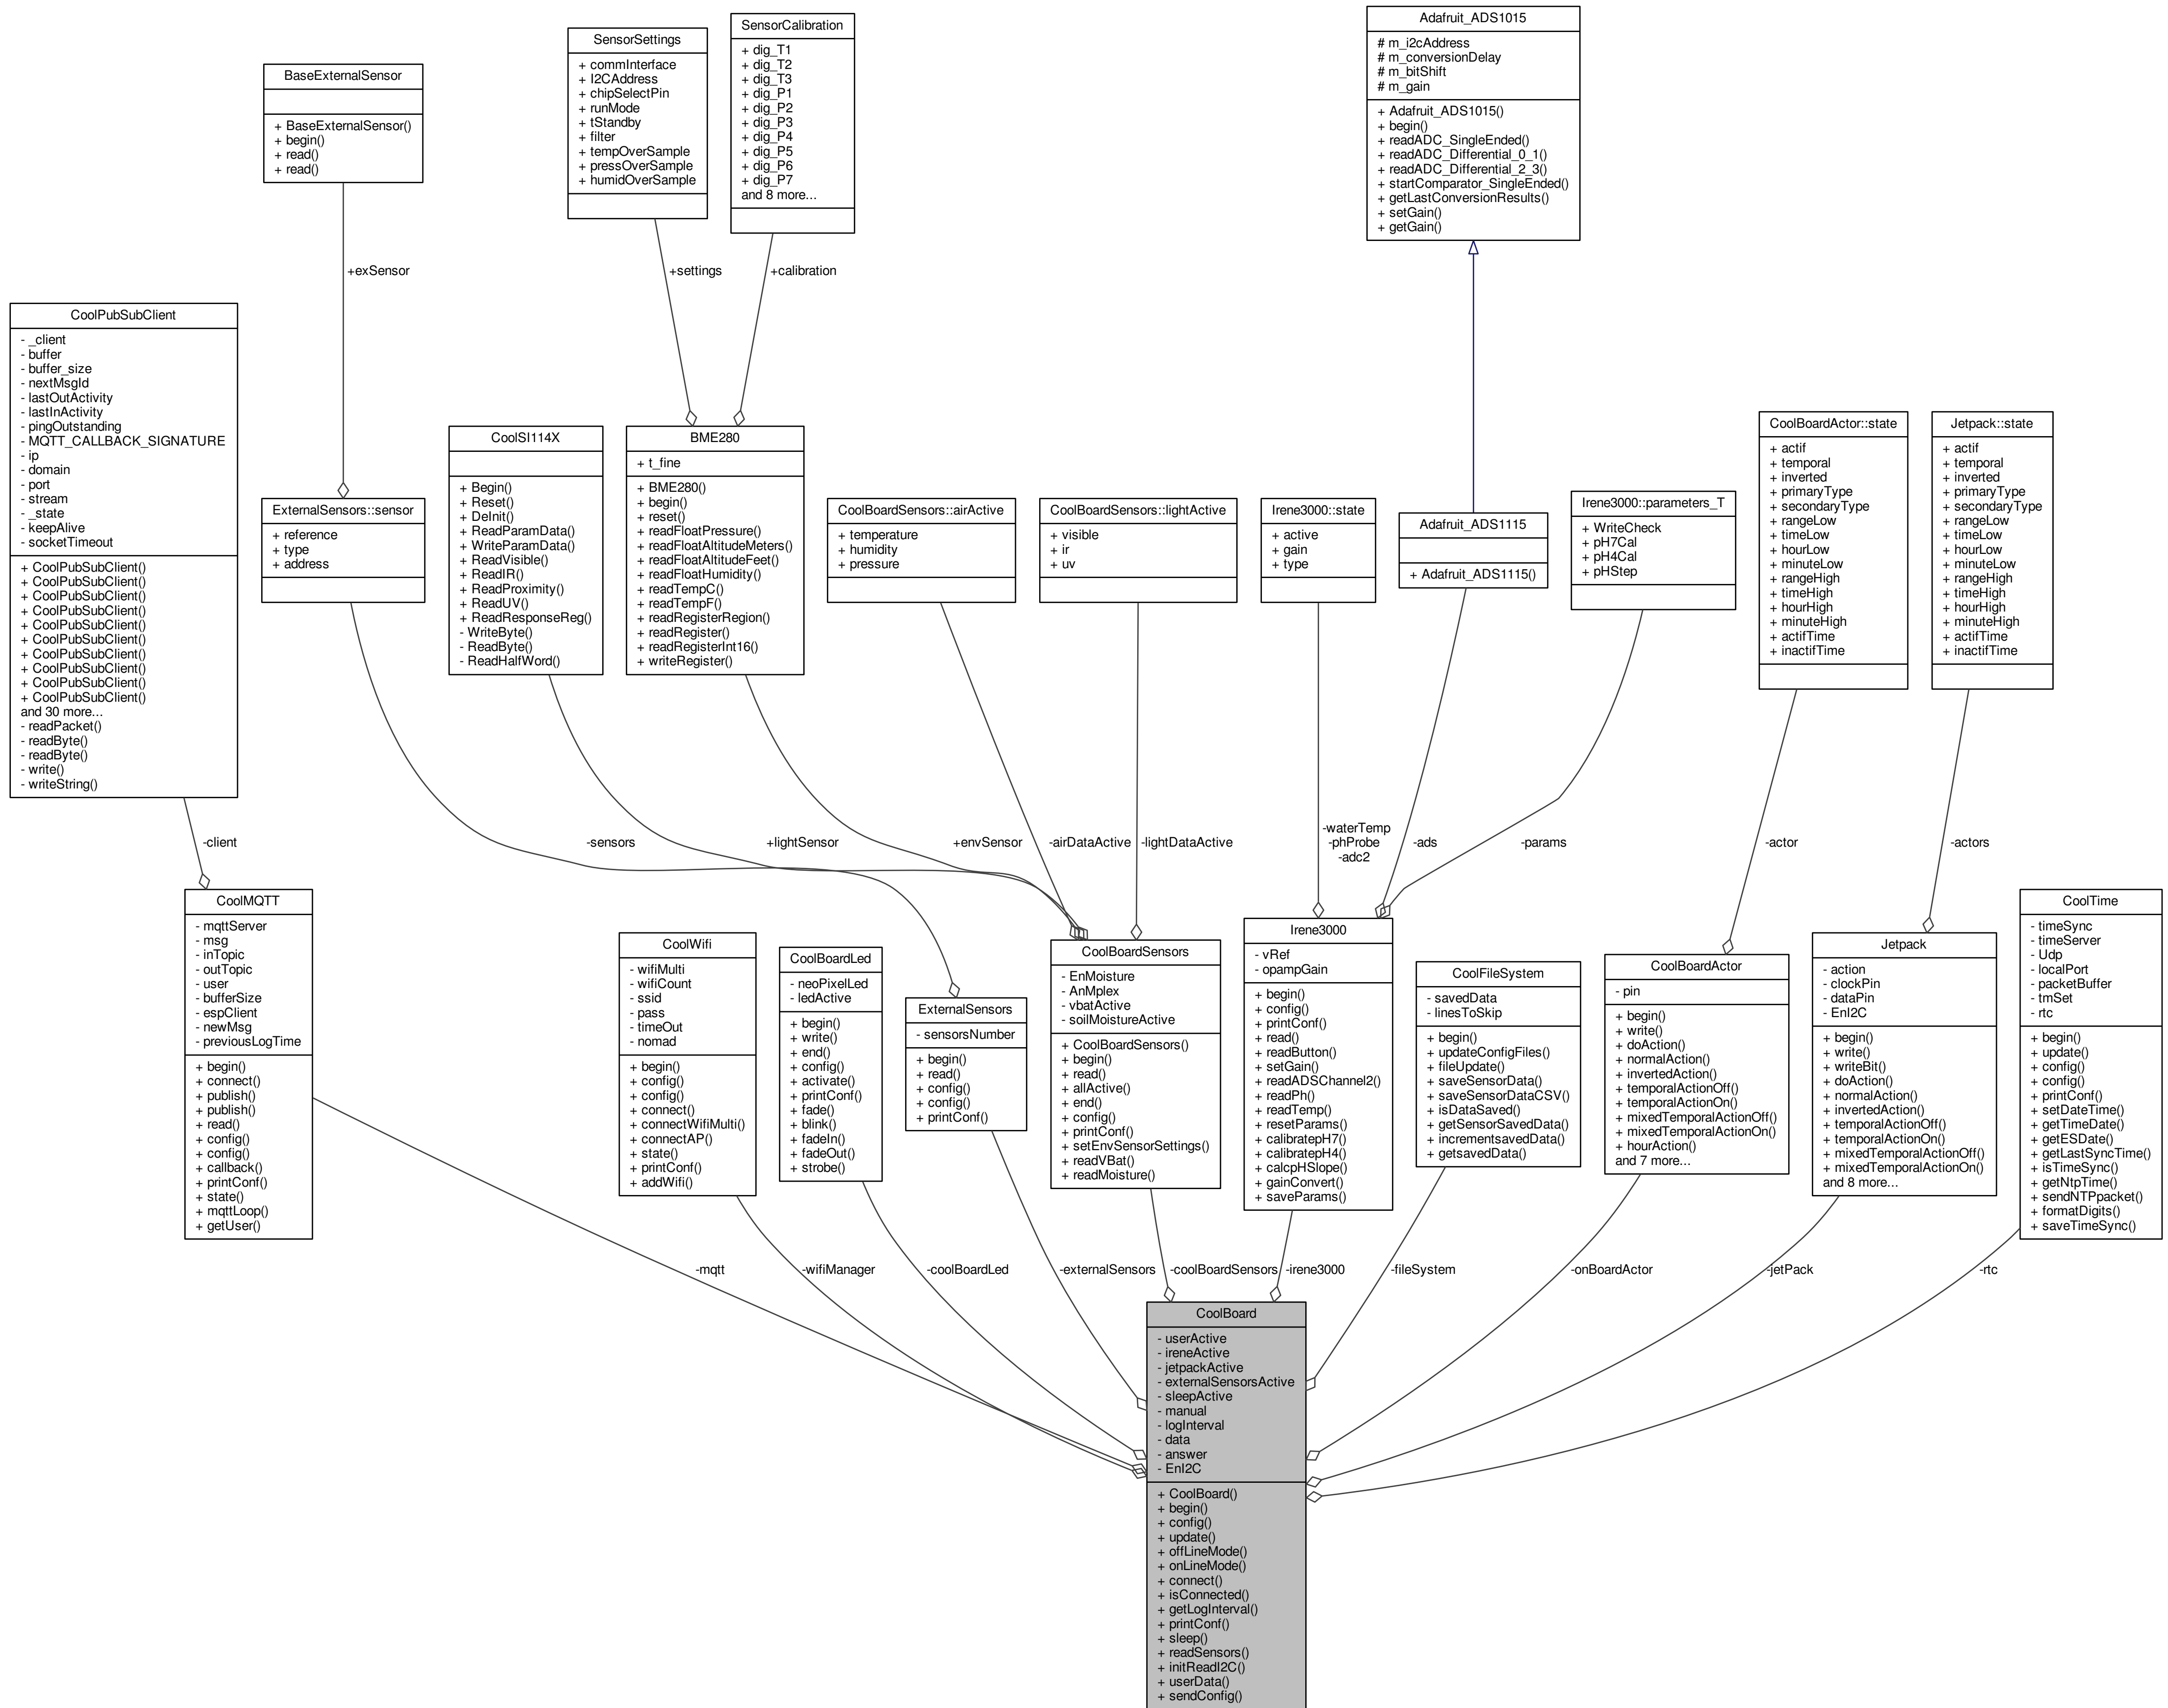 Adafruit_ADS1015
# m_i2cAddress
# m_conversionDelay
# m_bitShift
# m_gain
+ Adafruit_ADS1015()
+ begin()
+ readADC_SingleEnded()
+ readADC_Differential_0_1()
+ readADC_Differential_2_3()
+ startComparator_SingleEnded()
+ getLastConversionResults()
+ setGain()
+ getGain()
SensorCalibration
+ dig_T1
+ dig_T2
+ dig_T3
+ dig_P1
+ dig_P2
+ dig_P3
+ dig_P4
+ dig_P5
+ dig_P6
+ dig_P7
and 8 more...
SensorSettings
+ commInterface
+ I2CAddress
+ chipSelectPin
+ runMode
+ tStandby
+ filter
+ tempOverSample
+ pressOverSample
+ humidOverSample
BaseExternalSensor
+ BaseExternalSensor()
+ begin()
+ read()
+ read()
+exSensor
+settings
+calibration
CoolPubSubClient
- _client
- buffer
- buffer_size
- nextMsgId
- lastOutActivity
- lastInActivity
- pingOutstanding
- MQTT_CALLBACK_SIGNATURE
- ip
- domain
- port
- stream
- _state
- keepAlive
- socketTimeout
+ CoolPubSubClient()
+ CoolPubSubClient()
+ CoolPubSubClient()
+ CoolPubSubClient()
+ CoolPubSubClient()
+ CoolPubSubClient()
+ CoolPubSubClient()
+ CoolPubSubClient()
+ CoolPubSubClient()
+ CoolPubSubClient()
and 30 more...
- readPacket()
- readByte()
- readByte()
- write()
- writeString()
ExternalSensors::sensor
+ reference
+ type
+ address
CoolSI114X
+ Begin()
+ Reset()
+ DeInit()
+ ReadParamData()
+ WriteParamData()
+ ReadVisible()
+ ReadIR()
+ ReadProximity()
+ ReadUV()
+ ReadResponseReg()
- WriteByte()
- ReadByte()
- ReadHalfWord()
BME280
+ t_fine
+ BME280()
+ begin()
+ reset()
+ readFloatPressure()
+ readFloatAltitudeMeters()
+ readFloatAltitudeFeet()
+ readFloatHumidity()
+ readTempC()
+ readTempF()
+ readRegisterRegion()
+ readRegister()
+ readRegisterInt16()
+ writeRegister()
CoolBoardSensors::airActive
+ temperature
+ humidity
+ pressure
CoolBoardSensors::lightActive
+ visible
+ ir
+ uv
Irene3000::state
+ active
+ gain
+ type
Adafruit_ADS1115
+ Adafruit_ADS1115()
Irene3000::parameters_T
+ WriteCheck
+ pH7Cal
+ pH4Cal
+ pHStep
CoolBoardActor::state
+ actif
+ temporal
+ inverted
+ primaryType
+ secondaryType
+ rangeLow
+ timeLow
+ hourLow
+ minuteLow
+ rangeHigh
+ timeHigh
+ hourHigh
+ minuteHigh
+ actifTime
+ inactifTime
Jetpack::state
+ actif
+ temporal
+ inverted
+ primaryType
+ secondaryType
+ rangeLow
+ timeLow
+ hourLow
+ minuteLow
+ rangeHigh
+ timeHigh
+ hourHigh
+ minuteHigh
+ actifTime
+ inactifTime
-client
-sensors
+lightSensor
+envSensor
-airDataActive
-lightDataActive
-waterTemp
-phProbe
-adc2
-ads
-params
-actor
-actors
CoolMQTT
- mqttServer
- msg
- inTopic
- outTopic
- user
- bufferSize
- espClient
- newMsg
- previousLogTime
+ begin()
+ connect()
+ publish()
+ publish()
+ read()
+ config()
+ config()
+ callback()
+ printConf()
+ state()
+ mqttLoop()
+ getUser()
CoolWifi
- wifiMulti
- wifiCount
- ssid
- pass
- timeOut
- nomad
+ begin()
+ config()
+ config()
+ connect()
+ connectWifiMulti()
+ connectAP()
+ state()
+ printConf()
+ addWifi()
CoolBoardLed
- neoPixelLed
- ledActive
+ begin()
+ write()
+ end()
+ config()
+ activate()
+ printConf()
+ fade()
+ blink()
+ fadeIn()
+ fadeOut()
+ strobe()
ExternalSensors
- sensorsNumber
+ begin()
+ read()
+ config()
+ config()
+ printConf()
CoolBoardSensors
- EnMoisture
- AnMplex
- vbatActive
- soilMoistureActive
+ CoolBoardSensors()
+ begin()
+ read()
+ allActive()
+ end()
+ config()
+ printConf()
+ setEnvSensorSettings()
+ readVBat()
+ readMoisture()
Irene3000
- vRef
- opampGain
+ begin()
+ config()
+ printConf()
+ read()
+ readButton()
+ setGain()
+ readADSChannel2()
+ readPh()
+ readTemp()
+ resetParams()
+ calibratepH7()
+ calibratepH4()
+ calcpHSlope()
+ gainConvert()
+ saveParams()
CoolFileSystem
- savedData
- linesToSkip
+ begin()
+ updateConfigFiles()
+ fileUpdate()
+ saveSensorData()
+ saveSensorDataCSV()
+ isDataSaved()
+ getSensorSavedData()
+ incrementsavedData()
+ getsavedData()
CoolBoardActor
- pin
+ begin()
+ write()
+ doAction()
+ normalAction()
+ invertedAction()
+ temporalActionOff()
+ temporalActionOn()
+ mixedTemporalActionOff()
+ mixedTemporalActionOn()
+ hourAction()
and 7 more...
Jetpack
- action
- clockPin
- dataPin
- EnI2C
+ begin()
+ write()
+ writeBit()
+ doAction()
+ normalAction()
+ invertedAction()
+ temporalActionOff()
+ temporalActionOn()
+ mixedTemporalActionOff()
+ mixedTemporalActionOn()
and 8 more...
CoolTime
- timeSync
- timeServer
- Udp
- localPort
- packetBuffer
- tmSet
- rtc
+ begin()
+ update()
+ config()
+ config()
+ printConf()
+ setDateTime()
+ getTimeDate()
+ getESDate()
+ getLastSyncTime()
+ isTimeSync()
+ getNtpTime()
+ sendNTPpacket()
+ formatDigits()
+ saveTimeSync()
-mqtt
-wifiManager
-coolBoardLed
-externalSensors
-coolBoardSensors
-irene3000
-fileSystem
-onBoardActor
-jetPack
-rtc
CoolBoard
- userActive
- ireneActive
- jetpackActive
- externalSensorsActive
- sleepActive
- manual
- logInterval
- data
- answer
- EnI2C
+ CoolBoard()
+ begin()
+ config()
+ update()
+ offLineMode()
+ onLineMode()
+ connect()
+ isConnected()
+ getLogInterval()
+ printConf()
+ sleep()
+ readSensors()
+ initReadI2C()
+ userData()
+ sendConfig()